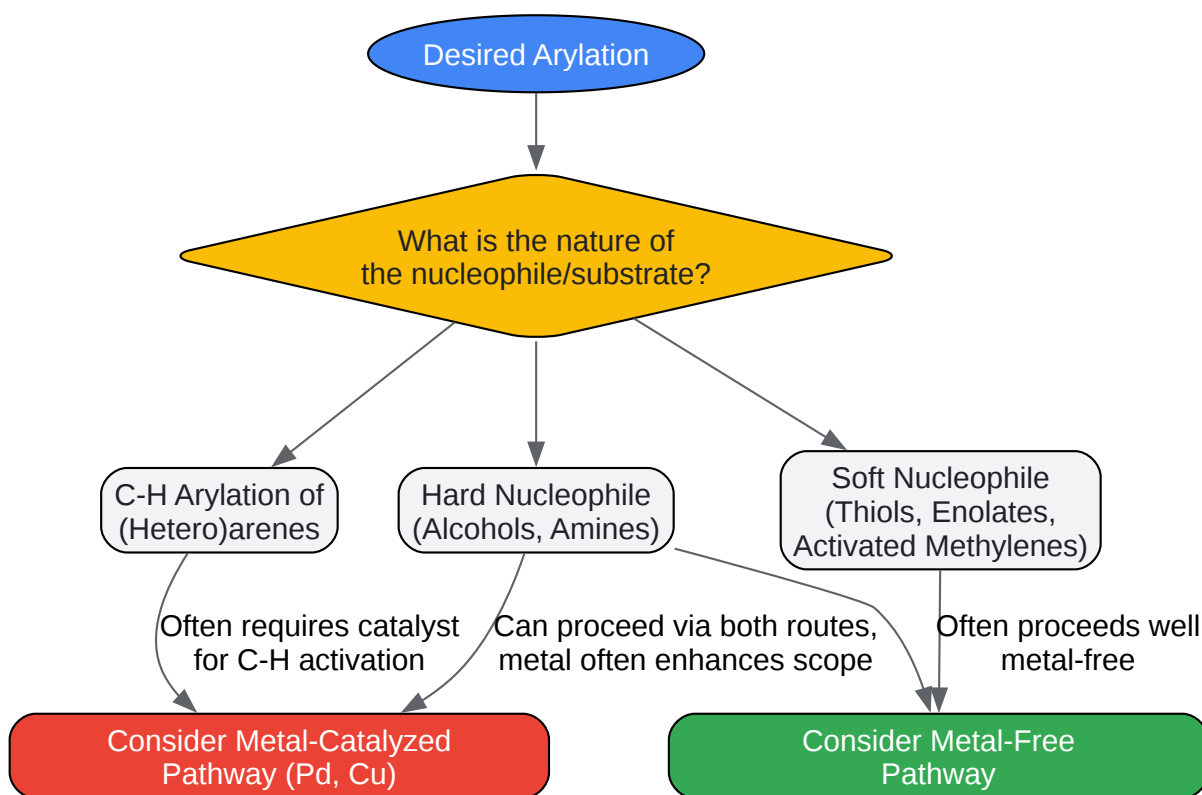 Desired Arylation
What is the nature of
the nucleophile/substrate?
C-H Arylation of
(Hetero)arenes
Hard Nucleophile
(Alcohols, Amines)
Soft Nucleophile
(Thiols, Enolates,
Activated Methylenes)
Often requires catalyst
for C-H activation
Can proceed via both routes,
metal often enhances scope
Often proceeds well
metal-free
Consider Metal-Catalyzed
Pathway (Pd, Cu)
Consider Metal-Free
Pathway